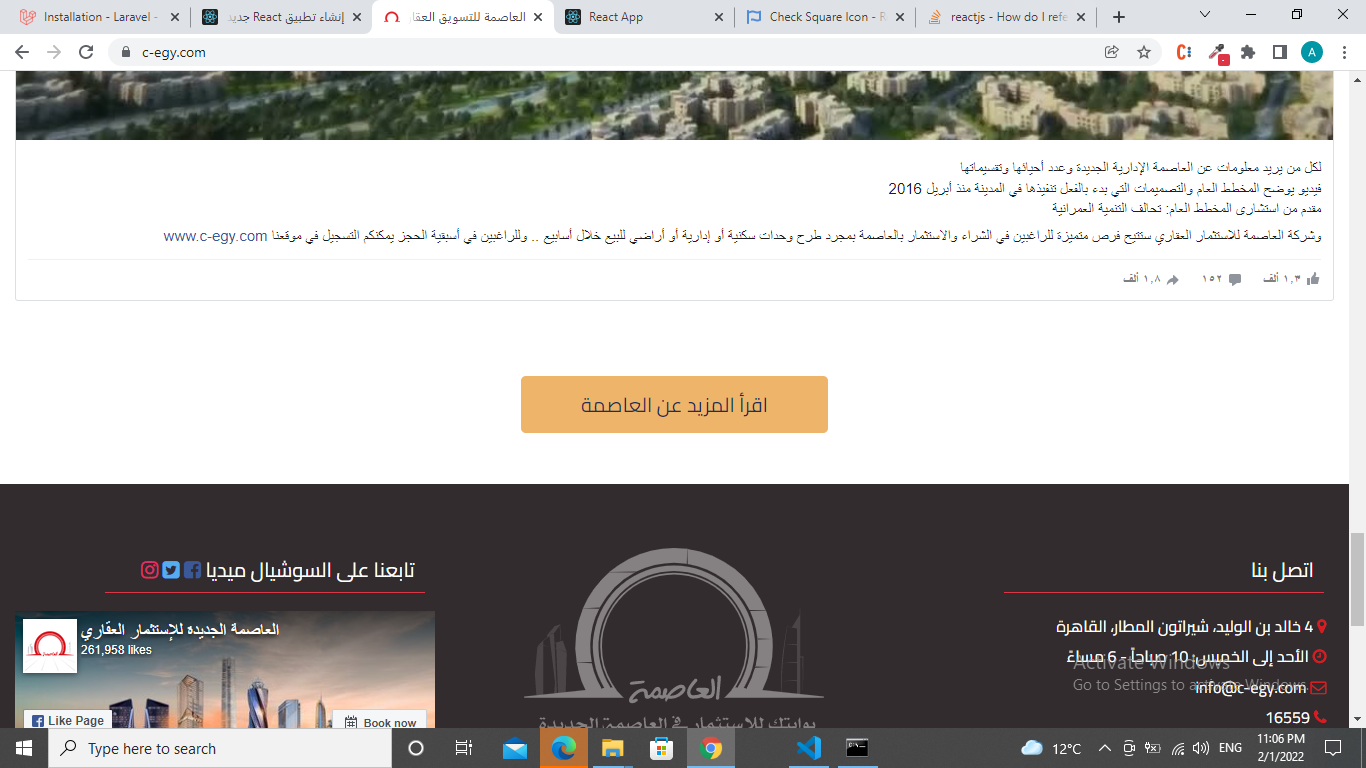 Installation - Laravel -
إنشاء تطبيق React جديد
العاصمة للتسويق العقا
React App
Check Square Icon - R
reactjs - How do I refe
c-egy.com
A
لكل من يريد معلومات عن العاصمة الإدارية الجديدة وعدد أحيائها وتقسيماتها
فيديو يوضح المخطط العام والتصميمات التي بدء بالفعل تنفيذها في المدينة منذ أبريل 2016
مقدم من استشارى المخطط العام: تحالف التنمية العمرانية
وشركة العاصمة للاستثمار العقاري ستتيح فرص متميزة للراغبين في الشراء والاستثمار بالعاصمة بمجرد طرح وحدات سكنية أو إدارية أو أراضي للبيع خلال أسابيع .. وللراغبين في أسبقية الحجز يمكنكم التسجيل في موقعنا www.c-egy.com
١,٣ ألف ١٥٢ ١,٨ ألف
اقرأ المزيد عن العاصمة
اتصل بنا
4 خالد بن الوليد، شيراتون المطار، القاهرة
الأحد إلى الخميس: 10 صباحاً - 6 مساءً
info@c-egy.com
16559
العاصمة
بوابتك للاستثمار في العاصمة الجديدة
تابعنا على السوشيال ميديا
العاصمة الجديدة للإستثمار العقاري
261,958 likes
Like Page
Book now
Activate Windows
Go to Settings to activate Windows.
Type here to search
12°C
ENG
11:06 PM
2/1/2022